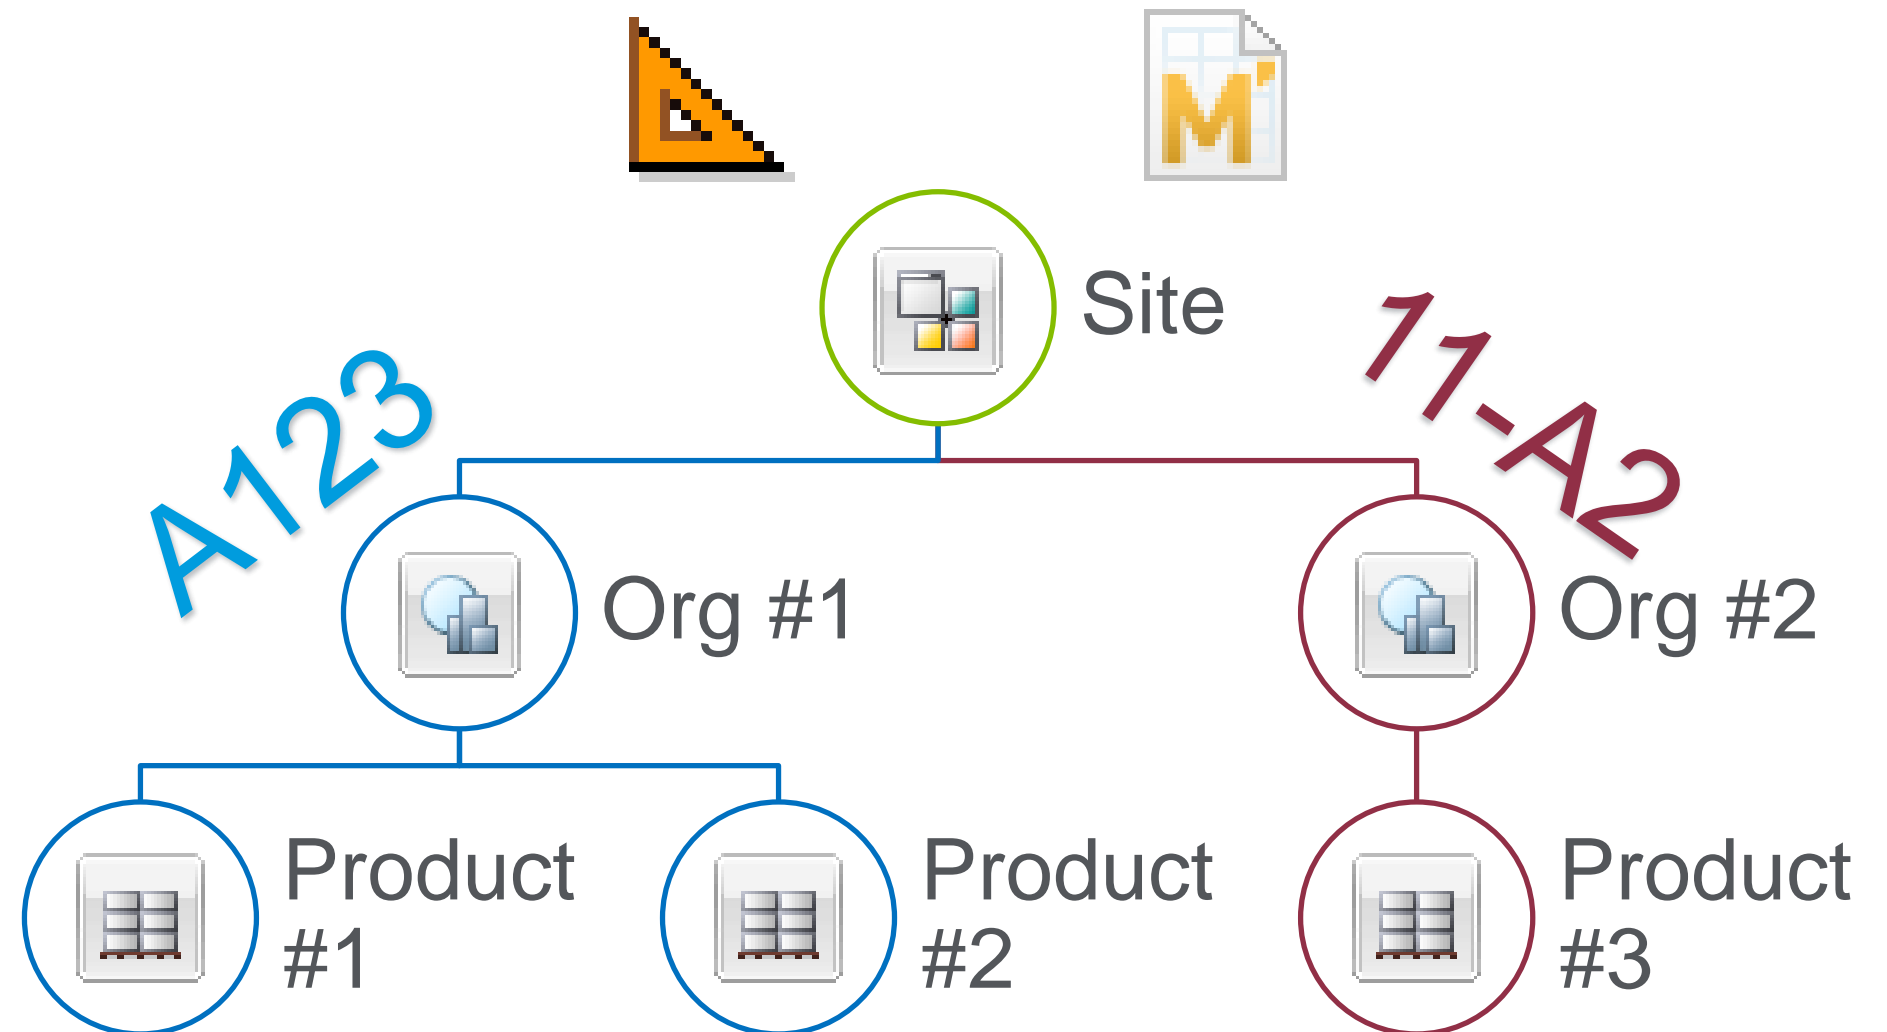 M'
Site
A123
11-A2
Org #1
Org #2
Product
#1
Product
#2
Product
#3